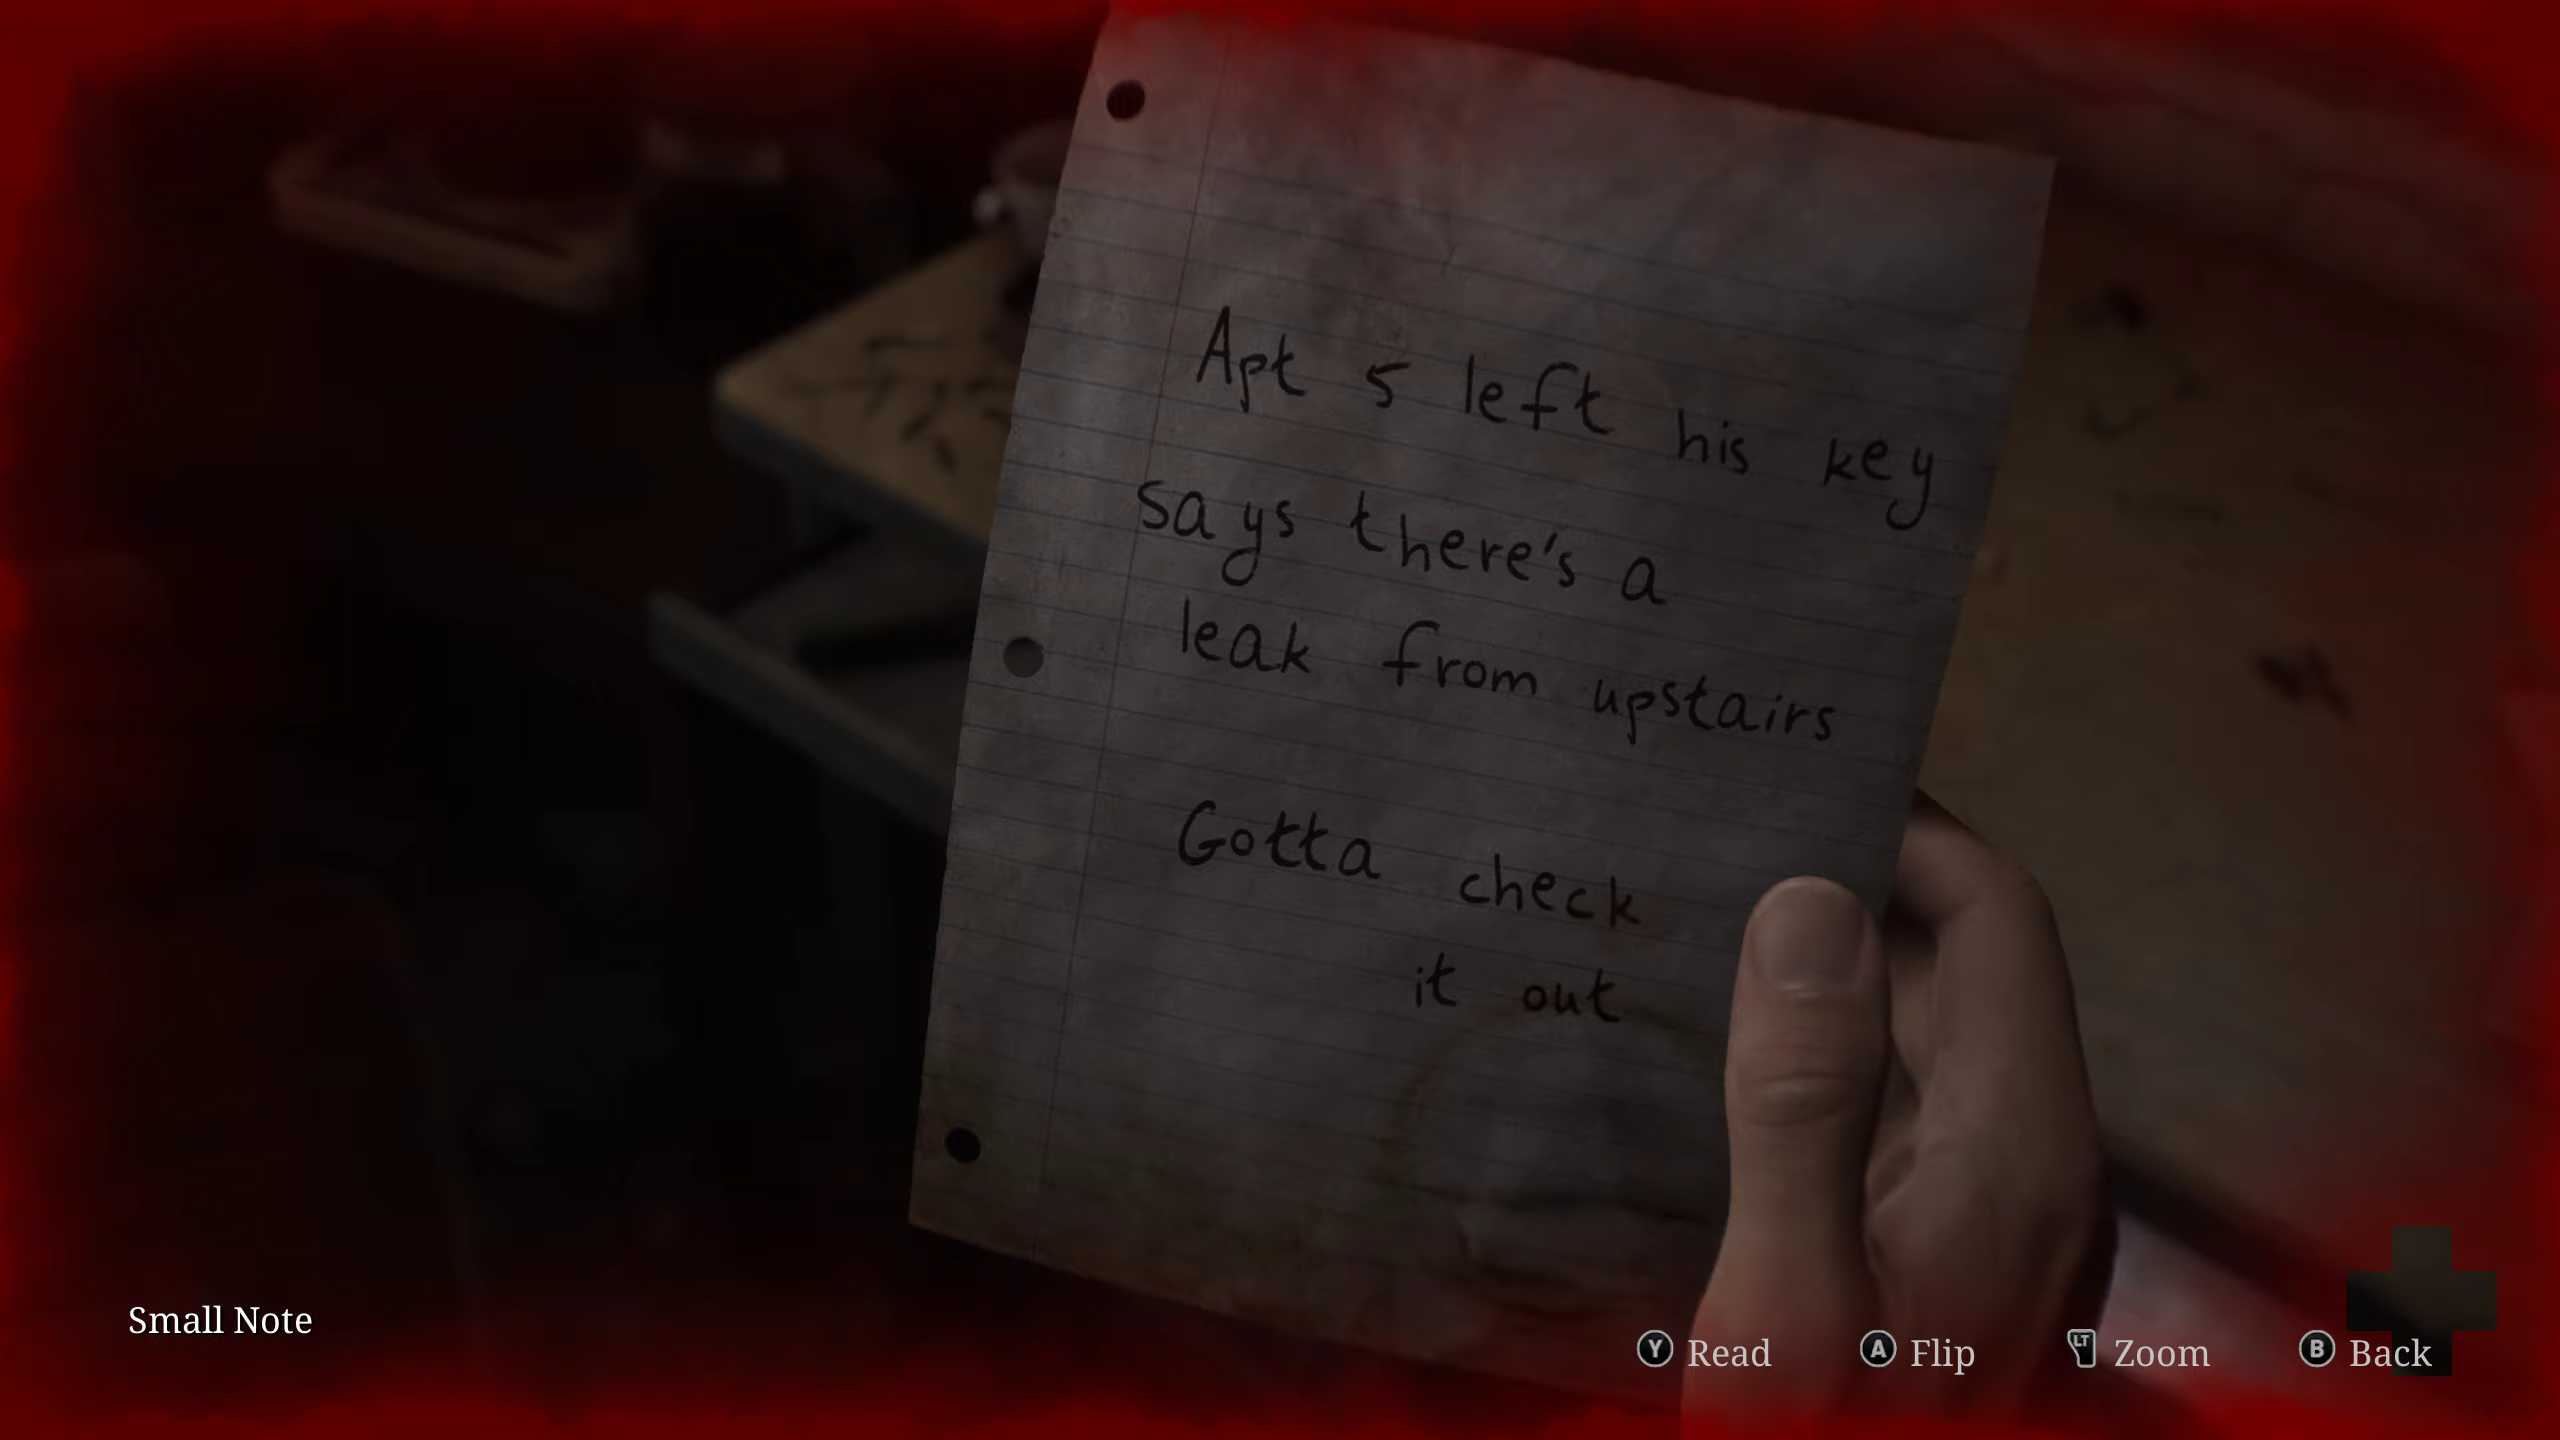 Apt 5 left his key
says there's a
leak from upstairs
Gotta check
it out
Small Note
Y Read A Flip LT Zoom B Back